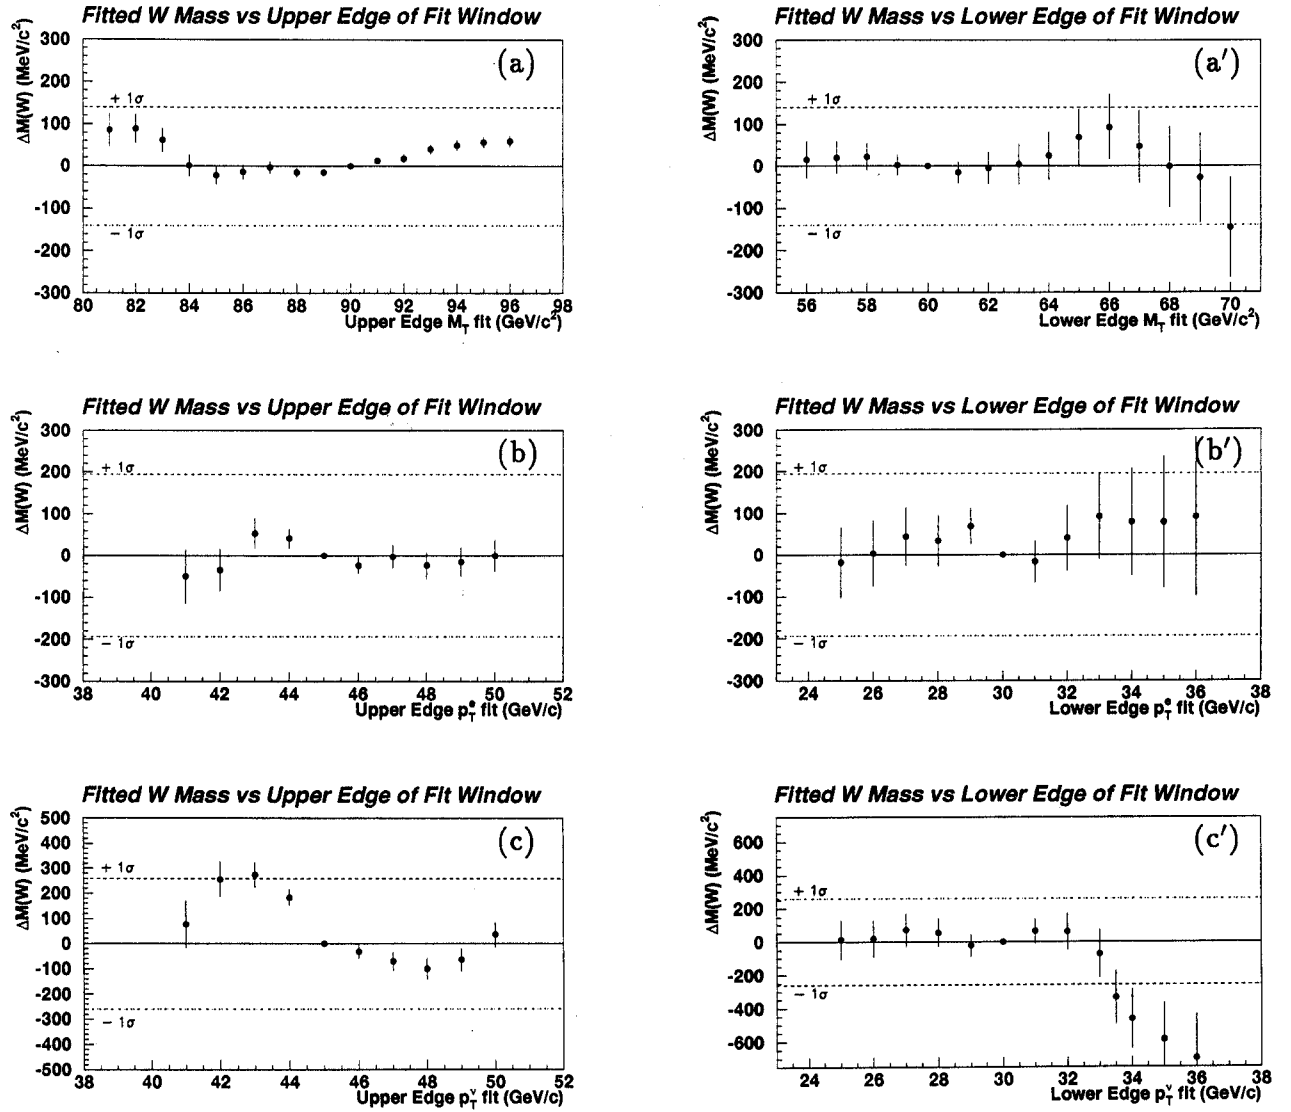 Fitted W Mass vs Upper Edge of Fit Window
ΔM(W) (MeV/c²)
300
200
100
0
-100
-200
-300
+ 1σ
− 1σ
(a)
80 82 84 86 88 90 92 94 96 98
Upper Edge M_T fit (GeV/c²)
Fitted W Mass vs Lower Edge of Fit Window
ΔM(W) (MeV/c²)
300
200
100
0
-100
-200
-300
+ 1σ
− 1σ
(a′)
56 58 60 62 64 66 68 70
Lower Edge M_T fit (GeV/c²)
Fitted W Mass vs Upper Edge of Fit Window
ΔM(W) (MeV/c²)
300
200
100
0
-100
-200
-300
+ 1σ
− 1σ
(b)
38 40 42 44 46 48 50 52
Upper Edge p_T^e fit (GeV/c)
Fitted W Mass vs Lower Edge of Fit Window
ΔM(W) (MeV/c²)
300
200
100
0
-100
-200
-300
+ 1σ
− 1σ
(b′)
24 26 28 30 32 34 36 38
Lower Edge p_T^e fit (GeV/c)
Fitted W Mass vs Upper Edge of Fit Window
ΔM(W) (MeV/c²)
500
400
300
200
100
0
-100
-200
-300
-400
-500
+ 1σ
− 1σ
(c)
38 40 42 44 46 48 50 52
Upper Edge p_T^ν fit (GeV/c)
Fitted W Mass vs Lower Edge of Fit Window
ΔM(W) (MeV/c²)
600
400
200
0
-200
-400
-600
+ 1σ
− 1σ
(c′)
24 26 28 30 32 34 36 38
Lower Edge p_T^ν fit (GeV/c)